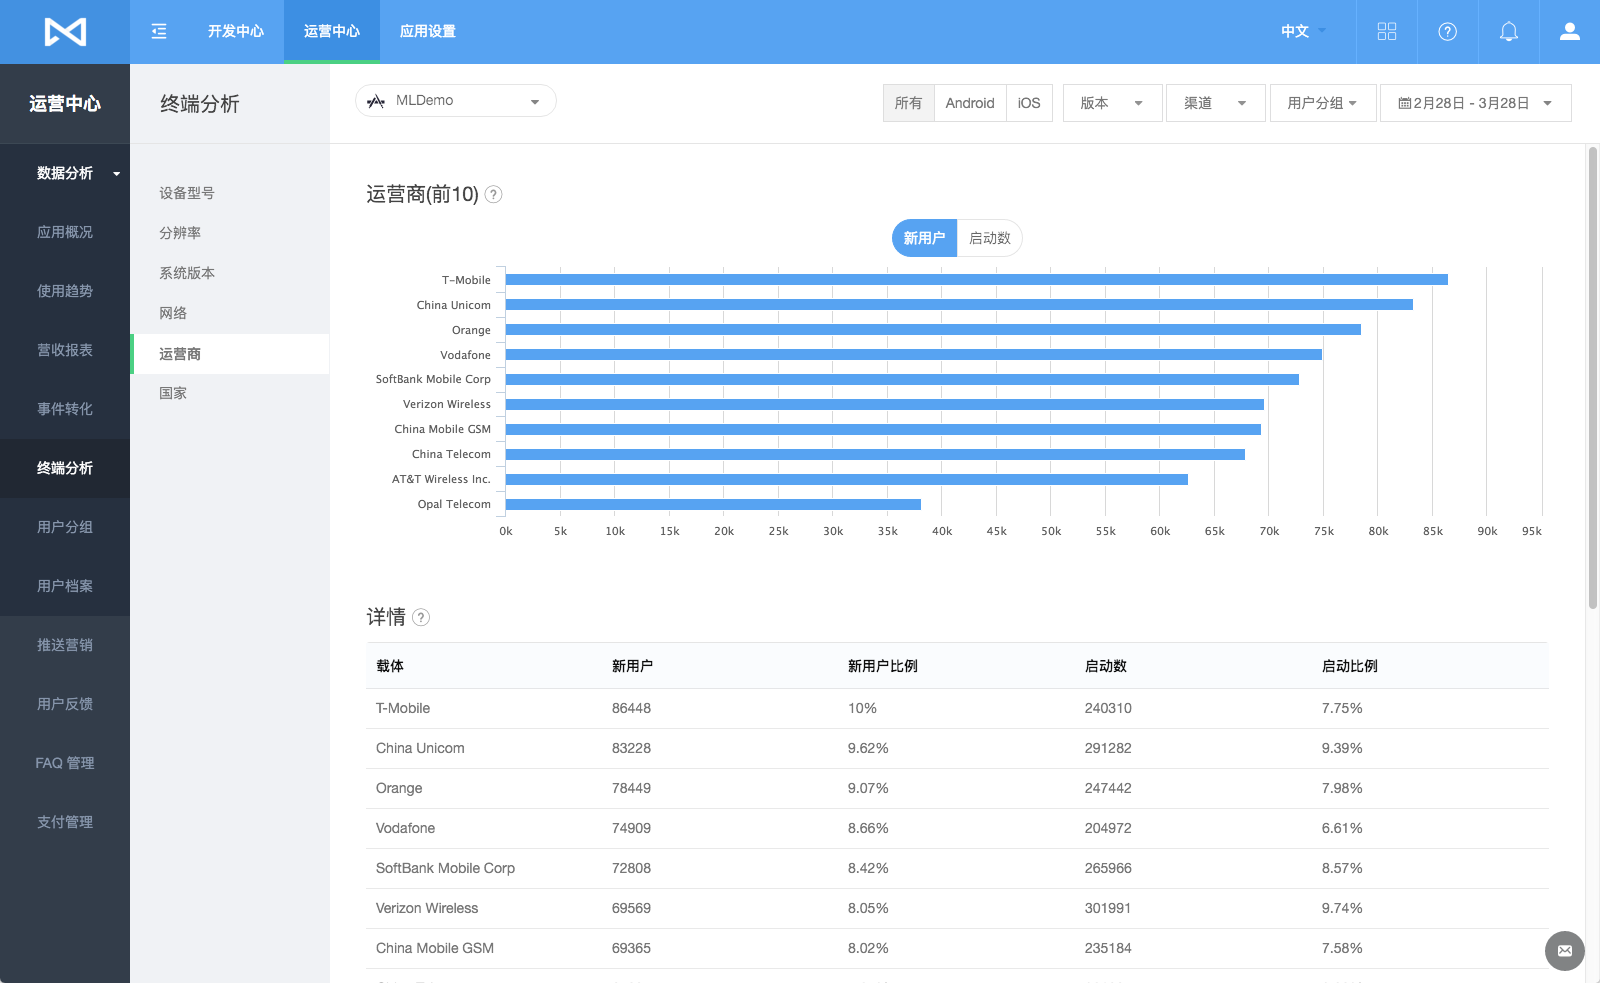 开发中心 运营中心 应用设置 中文
运营中心 终端分析 MLDemo 所有 Android iOS 版本 渠道 用户分组 2月28日 - 3月28日
数据分析
应用概况
使用趋势
营收报表
事件转化
终端分析
用户分组
用户档案
推送营销
用户反馈
FAQ 管理
支付管理
设备型号
分辨率
系统版本
网络
运营商
国家
运营商(前10) ?
新用户 启动数
T-Mobile
China Unicom
Orange
Vodafone
SoftBank Mobile Corp
Verizon Wireless
China Mobile GSM
China Telecom
AT&T Wireless Inc.
Opal Telecom
0k 5k 10k 15k 20k 25k 30k 35k 40k 45k 50k 55k 60k 65k 70k 75k 80k 85k 90k 95k
详情 ?
载体 新用户 新用户比例 启动数 启动比例
T-Mobile 86448 10% 240310 7.75%
China Unicom 83228 9.62% 291282 9.39%
Orange 78449 9.07% 247442 7.98%
Vodafone 74909 8.66% 204972 6.61%
SoftBank Mobile Corp 72808 8.42% 265966 8.57%
Verizon Wireless 69569 8.05% 301991 9.74%
China Mobile GSM 69365 8.02% 235184 7.58%